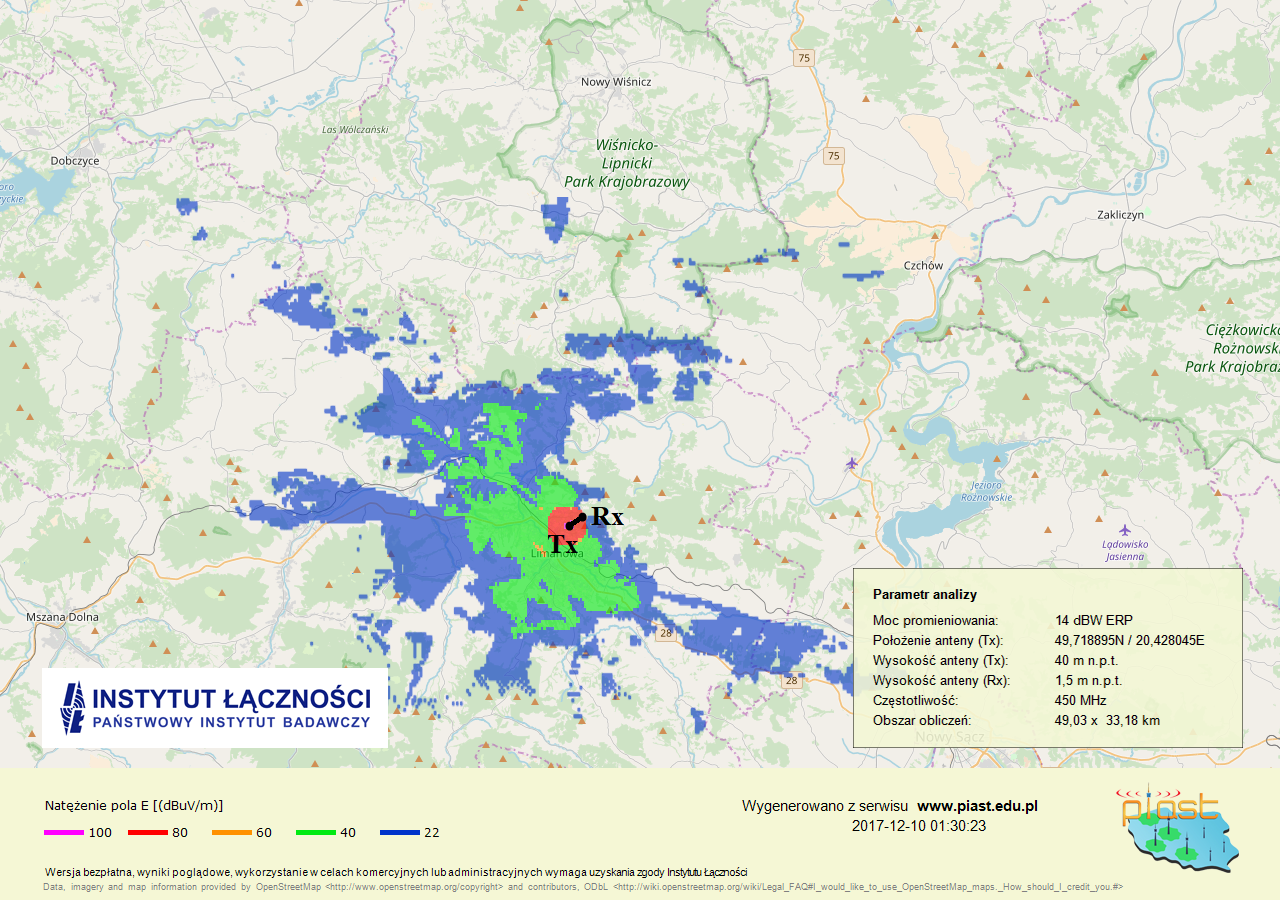 75
Nowy Wiśnicz
Las Wólczański
Wiśnicko-
Lipnicki
Park Krajobrazowy
75
Dobczyce
Zakliczyn
Czchów
Ciężkowicko
Rożnowski
Park Krajobraz
Jezioro
Rożnowskie
Rx
Tx
Limanowa
Lądowisko
Jasienna
Mszana Dolna
28
28
Nowy Sącz
INSTYTUT ŁĄCZNOŚCI
PAŃSTWOWY INSTYTUT BADAWCZY
Parametr analizy
Moc promieniowania: 14 dBW ERP
Położenie anteny (Tx): 49,718895N / 20,428045E
Wysokość anteny (Tx): 40 m n.p.t.
Wysokość anteny (Rx): 1,5 m n.p.t.
Częstotliwość: 450 MHz
Obszar obliczeń: 49,03 x 33,18 km
Natężenie pola E [(dBuV/m)]
100 80 60 40 22
Wygenerowano z serwisu www.piast.edu.pl
2017-12-10 01:30:23
piast
Wersja bezpłatna, wyniki poglądowe, wykorzystanie w celach komercyjnych lub administracyjnych wymaga uzyskania zgody Instytutu Łączności
Data, imagery and map information provided by OpenStreetMap <http://www.openstreetmap.org/copyright> and contributors, ODbL <http://wiki.openstreetmap.org/wiki/Legal_FAQ#I_would_like_to_use_OpenStreetMap_maps._How_should_I_credit_you.#>